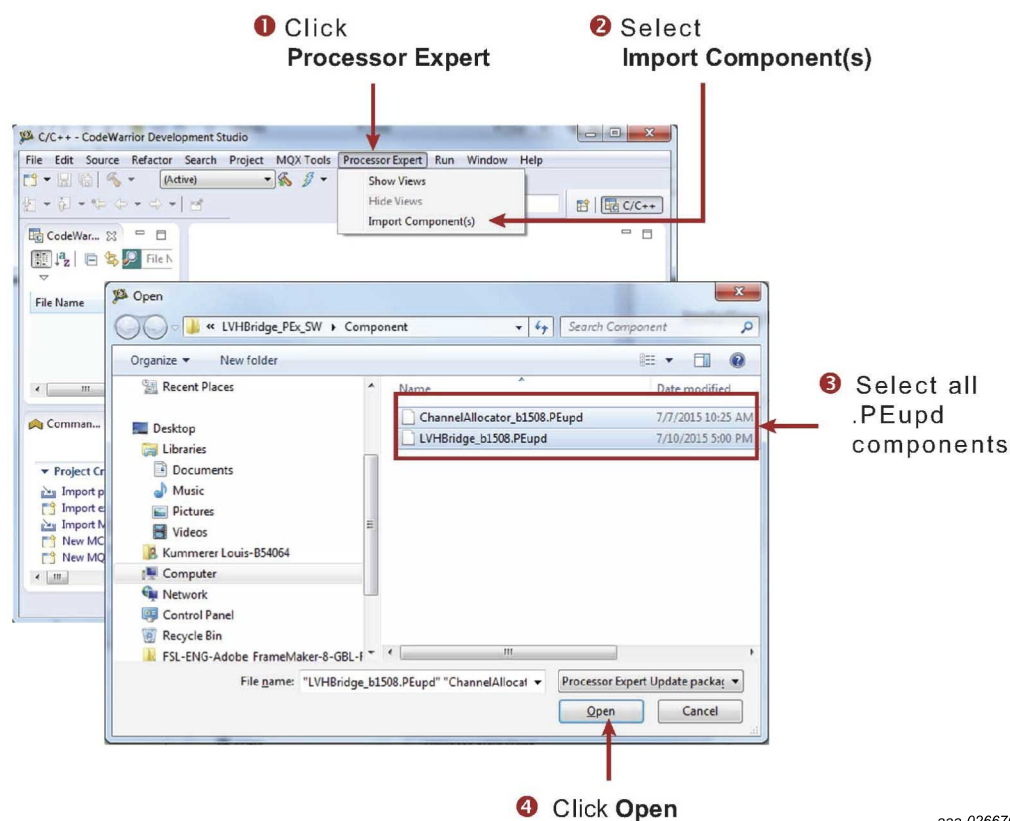 ❶ Click
Processor Expert
❷ Select
Import Component(s)
C/C++ - CodeWarrior Development Studio
File Edit Source Refactor Search Project MQX Tools Processor Expert Run Window Help
(Active)
Show Views
Hide Views
Import Component(s)
C/C++
CodeWar...
File N
File Name
Open
« LVHBridge_PEx_SW ▸ Component
Search Component
Organize ▾ New folder
Recent Places
Desktop
Libraries
Documents
Music
Pictures
Videos
Kummerer Louis-B54064
Computer
Network
Control Panel
Recycle Bin
FSL-ENG-Adobe FrameMaker-8-GBL-F
Name Date modified
ChannelAllocator_b1508.PEupd 7/7/2015 10:25 AM
LVHBridge_b1508.PEupd 7/10/2015 5:00 PM
❸ Select all
.PEupd
components
Comman...
Project Cr
Import p
Import e
Import M
New MC
New MQ
File name: "LVHBridge_b1508.PEupd" "ChannelAllocat
Processor Expert Update packa
Open Cancel
❹ Click Open